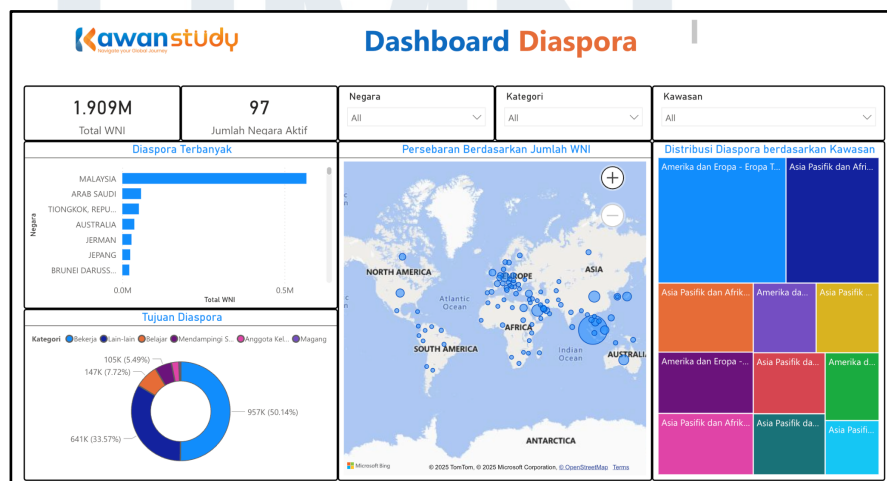 Kawanstudy
Navigate your Global Journey
Dashboard Diaspora
1.909M
Total WNI
97
Jumlah Negara Aktif
Negara
All
Kategori
All
Kawasan
All
Diaspora Terbanyak
Negara
MALAYSIA
ARAB SAUDI
TIONGKOK, REPU...
AUSTRALIA
JERMAN
JEPANG
BRUNEI DARUSS...
0.0M
0.5M
Total WNI
Tujuan Diaspora
Kategori Bekerja Lain-lain Belajar Mendampingi S... Anggota Kel... Magang
105K (5.49%)
147K (7.72%)
957K (50.14%)
641K (33.57%)
Persebaran Berdasarkan Jumlah WNI
NORTH AMERICA
EUROPE
ASIA
Atlantic
Ocean
AFRICA
SOUTH AMERICA
Indian
Ocean
AUSTRALI
ANTARCTICA
Microsoft Bing
© 2025 TomTom, © 2025 Microsoft Corporation, © OpenStreetMap Terms
Distribusi Diaspora berdasarkan Kawasan
Amerika dan Eropa - Eropa T...
Asia Pasifik dan Afri...
Asia Pasifik dan Afrik...
Amerika da...
Asia Pasifik ...
Amerika dan Eropa -...
Asia Pasifik da...
Amerika d...
Asia Pasifik dan Afrik...
Asia Pasifik da...
Asia Pasifi...